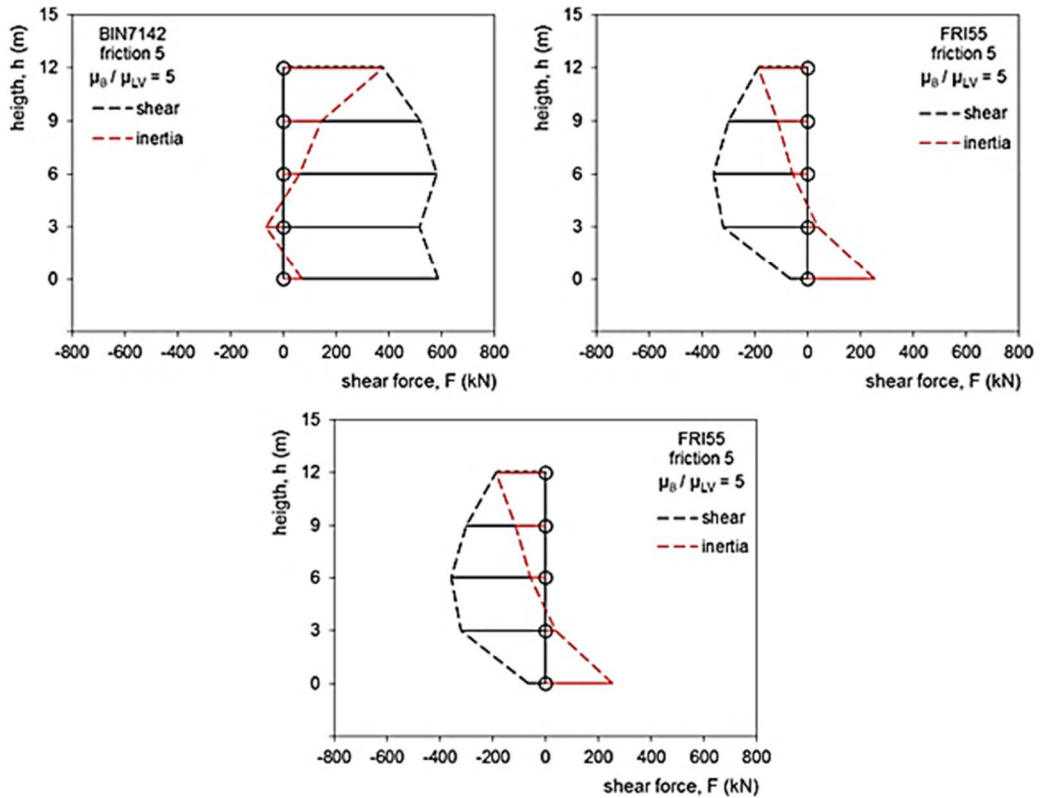 15
12
9
6
3
0
heigth, h (m)
BIN7142
friction 5
μB / μLV = 5
shear
inertia
-800 -600 -400 -200 0 200 400 600 800
shear force, F (kN)
15
12
9
6
3
0
heigth, h (m)
FRI55
friction 5
μB / μLV = 5
shear
inertia
-800 -600 -400 -200 0 200 400 600 800
shear force, F (kN)
15
12
9
6
3
0
heigth, h (m)
FRI55
friction 5
μB / μLV = 5
shear
inertia
-800 -600 -400 -200 0 200 400 600 800
shear force, F (kN)